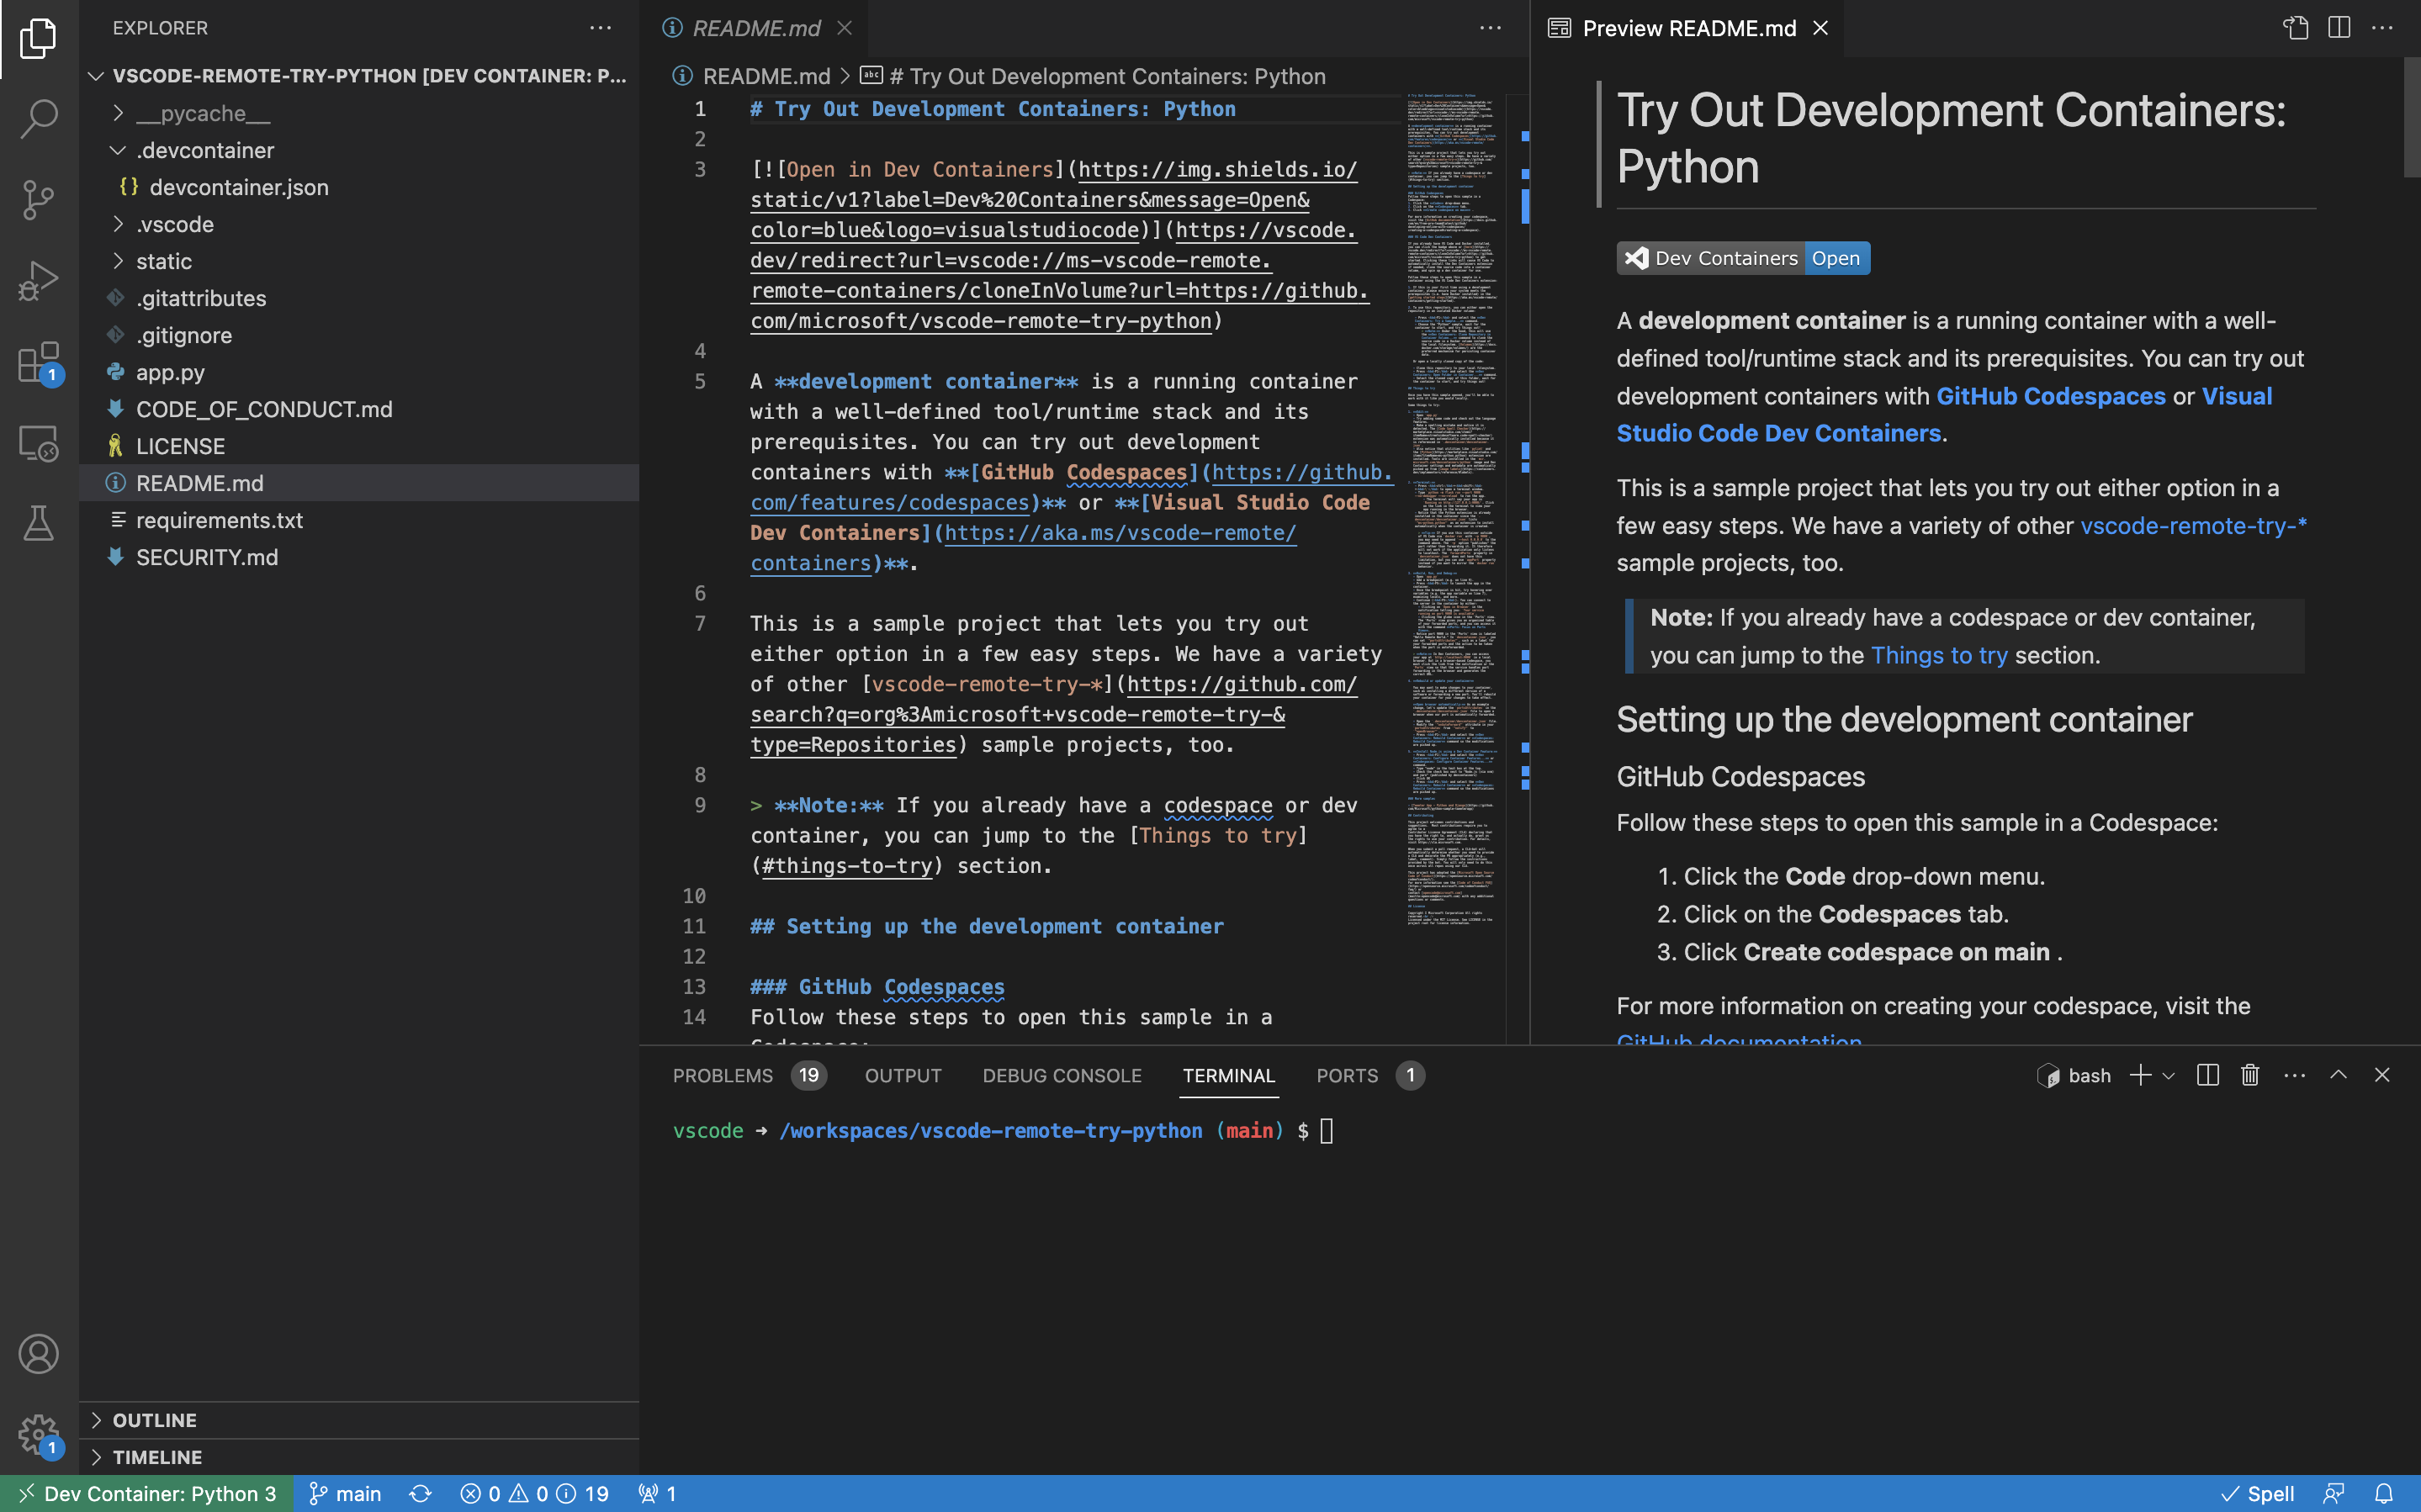 EXPLORER
VSCODE-REMOTE-TRY-PYTHON [DEV CONTAINER: P...
__pycache__
.devcontainer
{} devcontainer.json
.vscode
static
.gitattributes
.gitignore
app.py
CODE_OF_CONDUCT.md
LICENSE
README.md
requirements.txt
SECURITY.md
OUTLINE
TIMELINE
1
1
README.md
README.md > # Try Out Development Containers: Python
1 # Try Out Development Containers: Python
2
3 [![Open in Dev Containers](https://img.shields.io/
static/v1?label=Dev%20Containers&message=Open&
color=blue&logo=visualstudiocode)](https://vscode.
dev/redirect?url=vscode://ms-vscode-remote.
remote-containers/cloneInVolume?url=https://github.
com/microsoft/vscode-remote-try-python)
4
5 A **development container** is a running container
with a well-defined tool/runtime stack and its
prerequisites. You can try out development
containers with **[GitHub Codespaces](https://github.
com/features/codespaces)** or **[Visual Studio Code
Dev Containers](https://aka.ms/vscode-remote/
containers)**.
6
7 This is a sample project that lets you try out
either option in a few easy steps. We have a variety
of other [vscode-remote-try-*](https://github.com/
search?q=org%3Amicrosoft+vscode-remote-try-&
type=Repositories) sample projects, too.
8
9 > **Note:** If you already have a codespace or dev
container, you can jump to the [Things to try]
(#things-to-try) section.
10
11 ## Setting up the development container
12
13 ### GitHub Codespaces
14 Follow these steps to open this sample in a
Codespace:
Preview README.md
Try Out Development Containers:
Python
Dev Containers Open
A development container is a running container with a well-
defined tool/runtime stack and its prerequisites. You can try out
development containers with GitHub Codespaces or Visual
Studio Code Dev Containers.
This is a sample project that lets you try out either option in a
few easy steps. We have a variety of other vscode-remote-try-*
sample projects, too.
Note: If you already have a codespace or dev container,
you can jump to the Things to try section.
Setting up the development container
GitHub Codespaces
Follow these steps to open this sample in a Codespace:
1. Click the Code drop-down menu.
2. Click on the Codespaces tab.
3. Click Create codespace on main .
For more information on creating your codespace, visit the
GitHub documentation
PROBLEMS 19 OUTPUT DEBUG CONSOLE TERMINAL PORTS 1
bash
vscode ➜ /workspaces/vscode-remote-try-python (main) $
Dev Container: Python 3 main 0 0 19 1
Spell